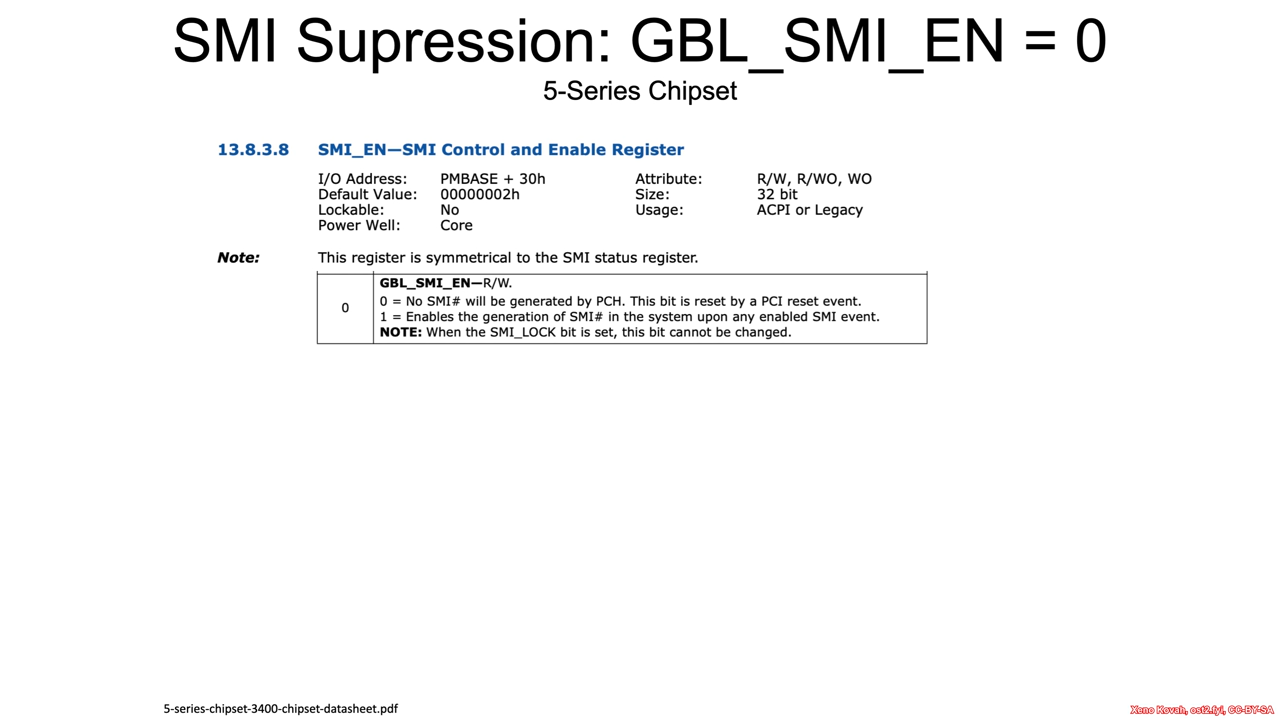 SMI Supression: GBL_SMI_EN = 0
5-Series Chipset
13.8.3.8 SMI_EN—SMI Control and Enable Register
I/O Address: PMBASE + 30h Attribute: R/W, R/WO, WO
Default Value: 00000002h Size: 32 bit
Lockable: No Usage: ACPI or Legacy
Power Well: Core
Note: This register is symmetrical to the SMI status register.
GBL_SMI_EN—R/W.
0 0 = No SMI# will be generated by PCH. This bit is reset by a PCI reset event.
1 = Enables the generation of SMI# in the system upon any enabled SMI event.
NOTE: When the SMI_LOCK bit is set, this bit cannot be changed.
5-series-chipset-3400-chipset-datasheet.pdf
Xeno Kovah, ost2.fyi, CC-BY-SA